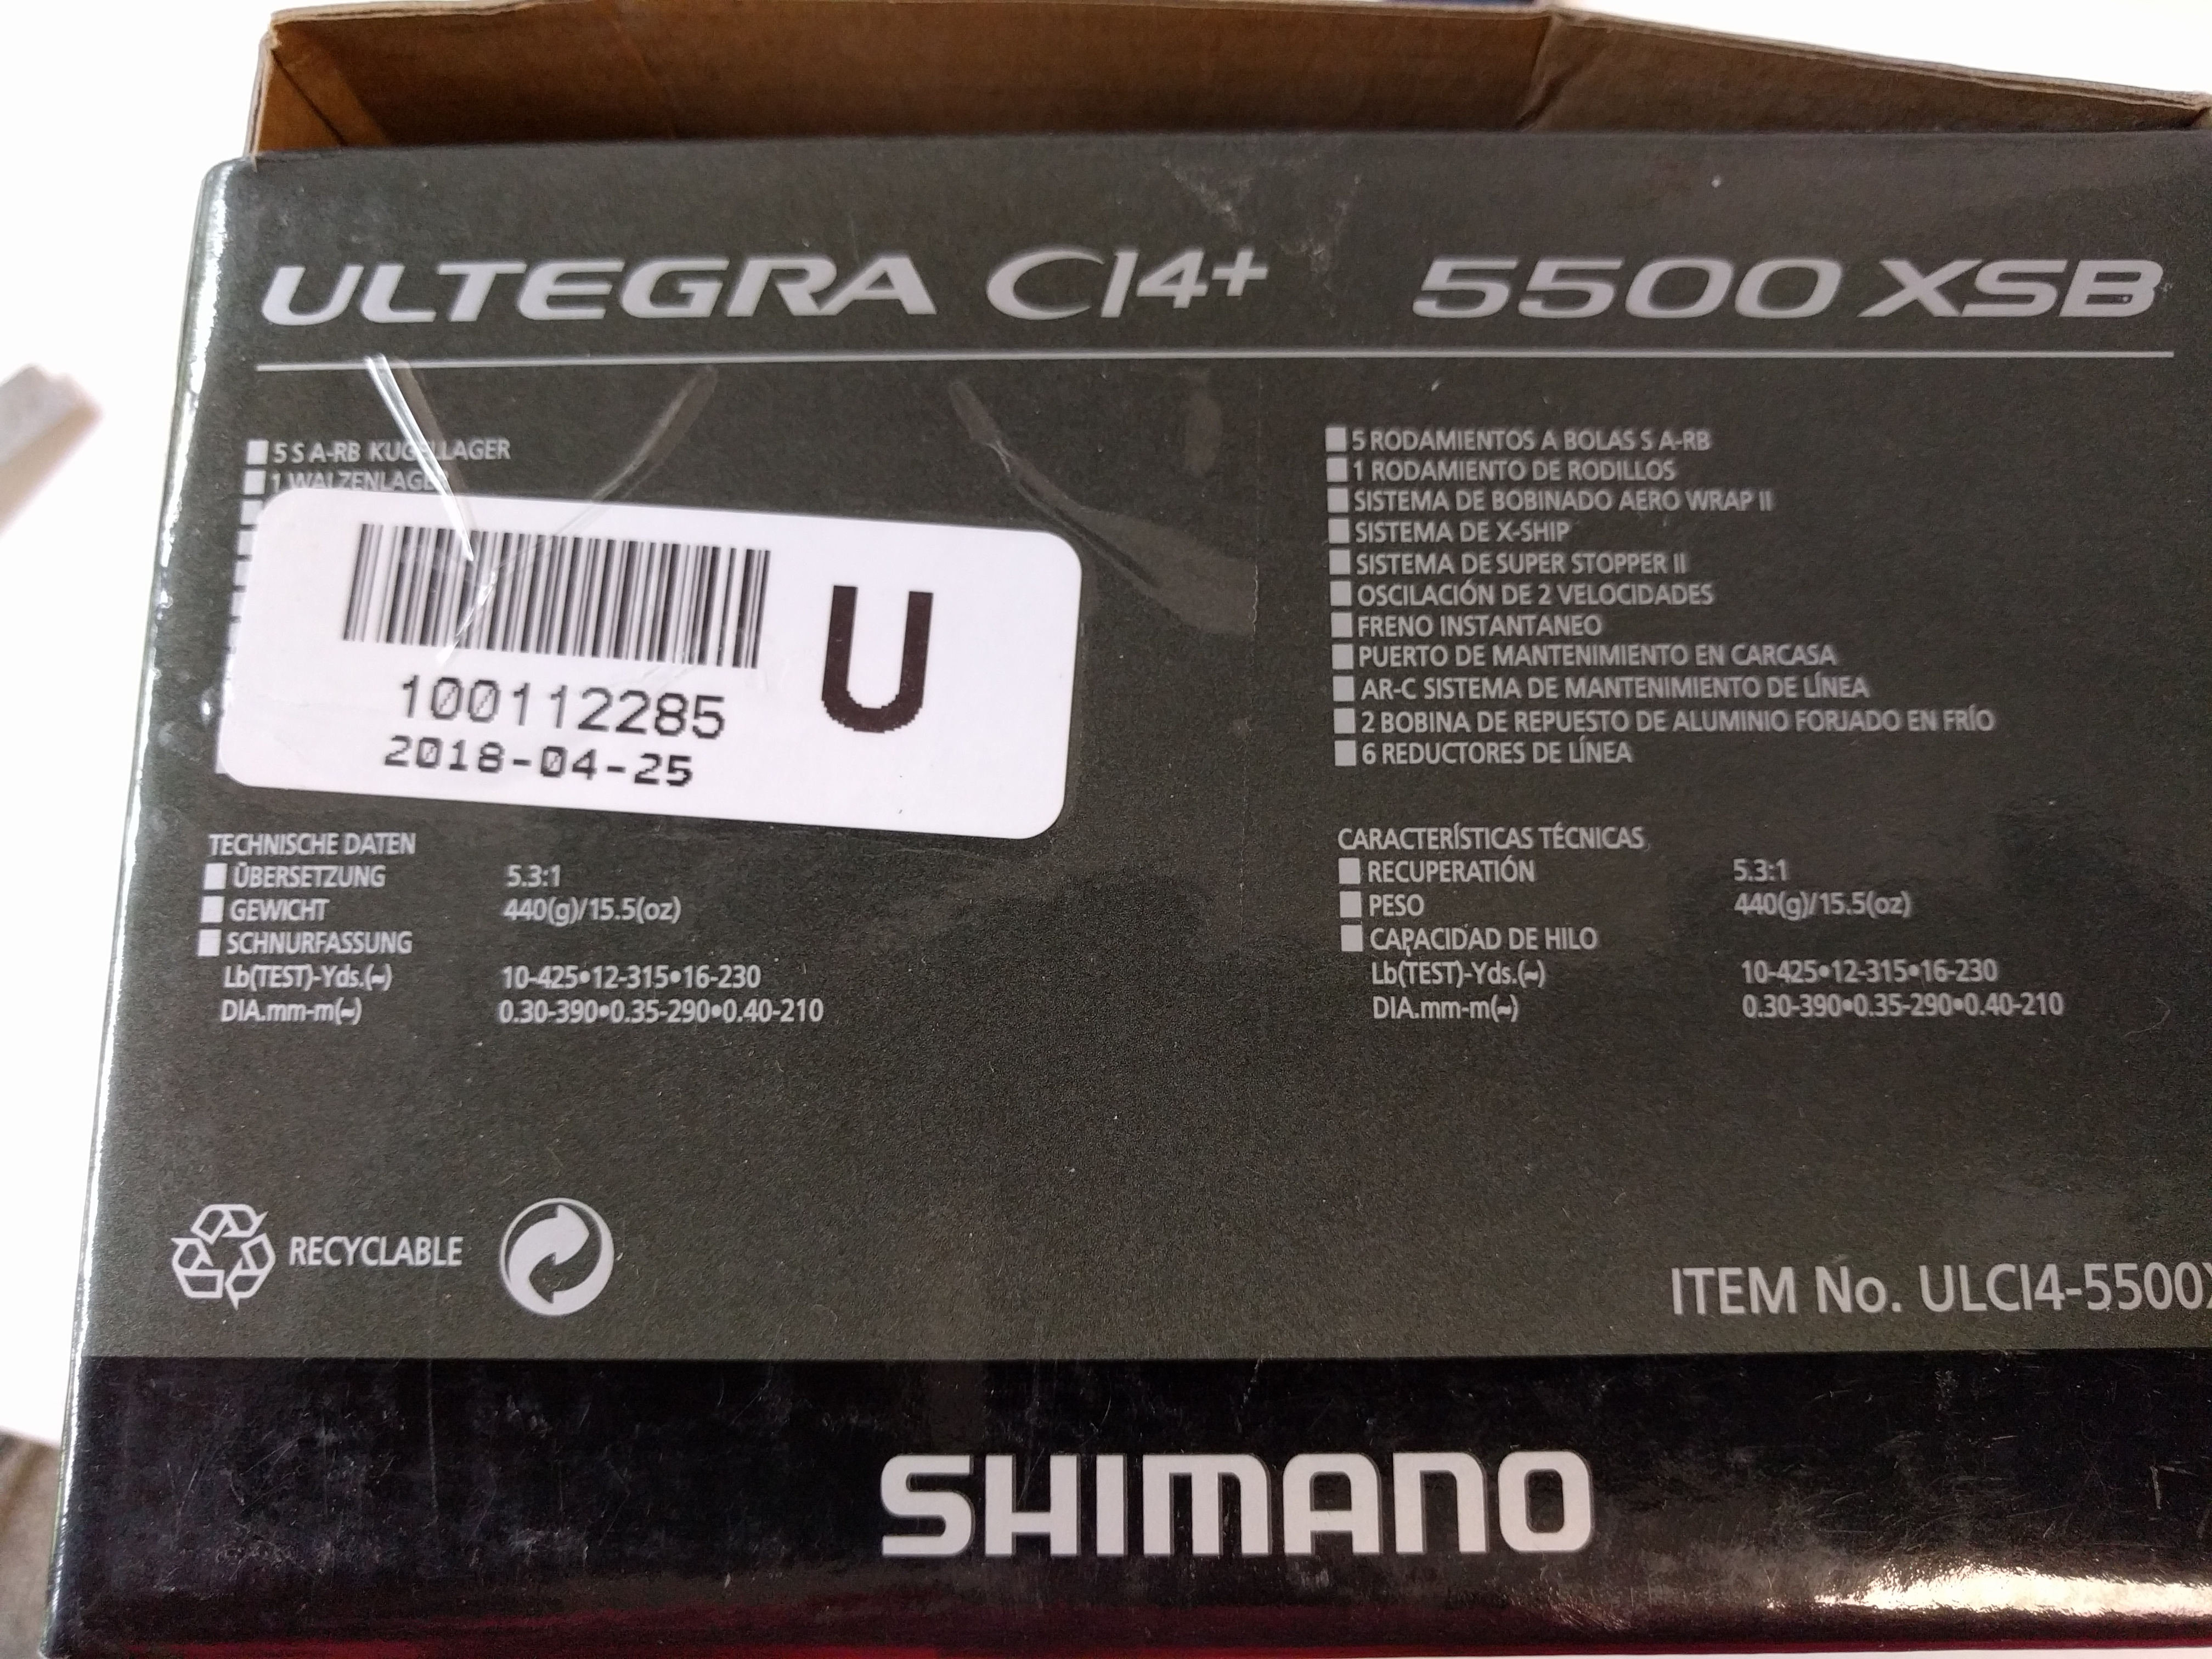 ULTEGRA CI4+ 5500 XSB
5 S A-RB KUGELLAGER
1 WALZENLAGER
100112285
2018-04-25
U
TECHNISCHE DATEN
ÜBERSETZUNG 5.3:1
GEWICHT 440(g)/15.5(oz)
SCHNURFASSUNG
Lb(TEST)-Yds.(~) 10-425•12-315•16-230
DIA.mm-m(~) 0.30-390•0.35-290•0.40-210
5 RODAMIENTOS A BOLAS S A-RB
1 RODAMIENTO DE RODILLOS
SISTEMA DE BOBINADO AERO WRAP II
SISTEMA DE X-SHIP
SISTEMA DE SUPER STOPPER II
OSCILACIÓN DE 2 VELOCIDADES
FRENO INSTANTANEO
PUERTO DE MANTENIMIENTO EN CARCASA
AR-C SISTEMA DE MANTENIMIENTO DE LÍNEA
2 BOBINA DE REPUESTO DE ALUMINIO FORJADO EN FRÍO
6 REDUCTORES DE LÍNEA
CARACTERÍSTICAS TÉCNICAS
RECUPERATIÓN 5.3:1
PESO 440(g)/15.5(oz)
CAPACIDAD DE HILO
Lb(TEST)-Yds.(~) 10-425•12-315•16-230
DIA.mm-m(~) 0.30-390•0.35-290•0.40-210
RECYCLABLE
ITEM No. ULCI4-5500X
SHIMANO